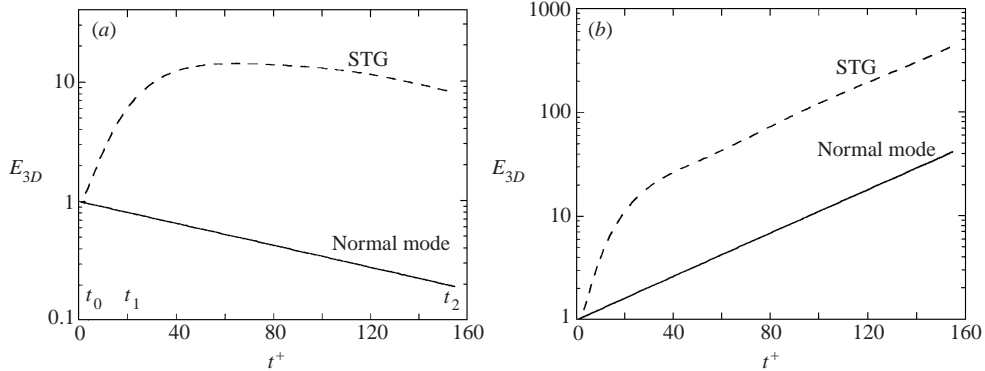 (a)
STG
10
E3D
1
Normal mode
t0 t1 t2
0.1
0 40 80 120 160
t+
(b)
1000
STG
100
Normal mode
E3D
10
1
0 40 80 120 160
t+